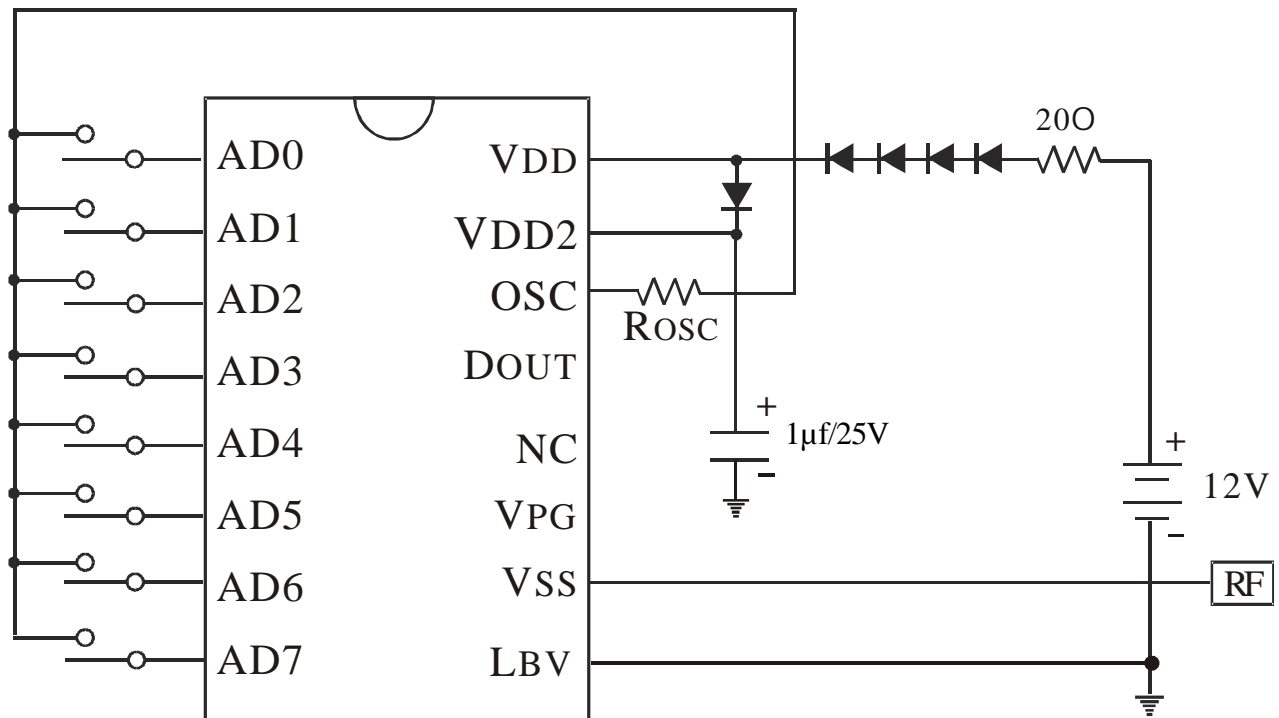 20O
AD0
AD1
AD2
AD3
AD4
AD5
AD6
AD7
VDD
VDD2
OSC
ROSC
DOUT
NC
VPG
VSS
LBV
+
1µf/25V
−
+
12V
−
RF